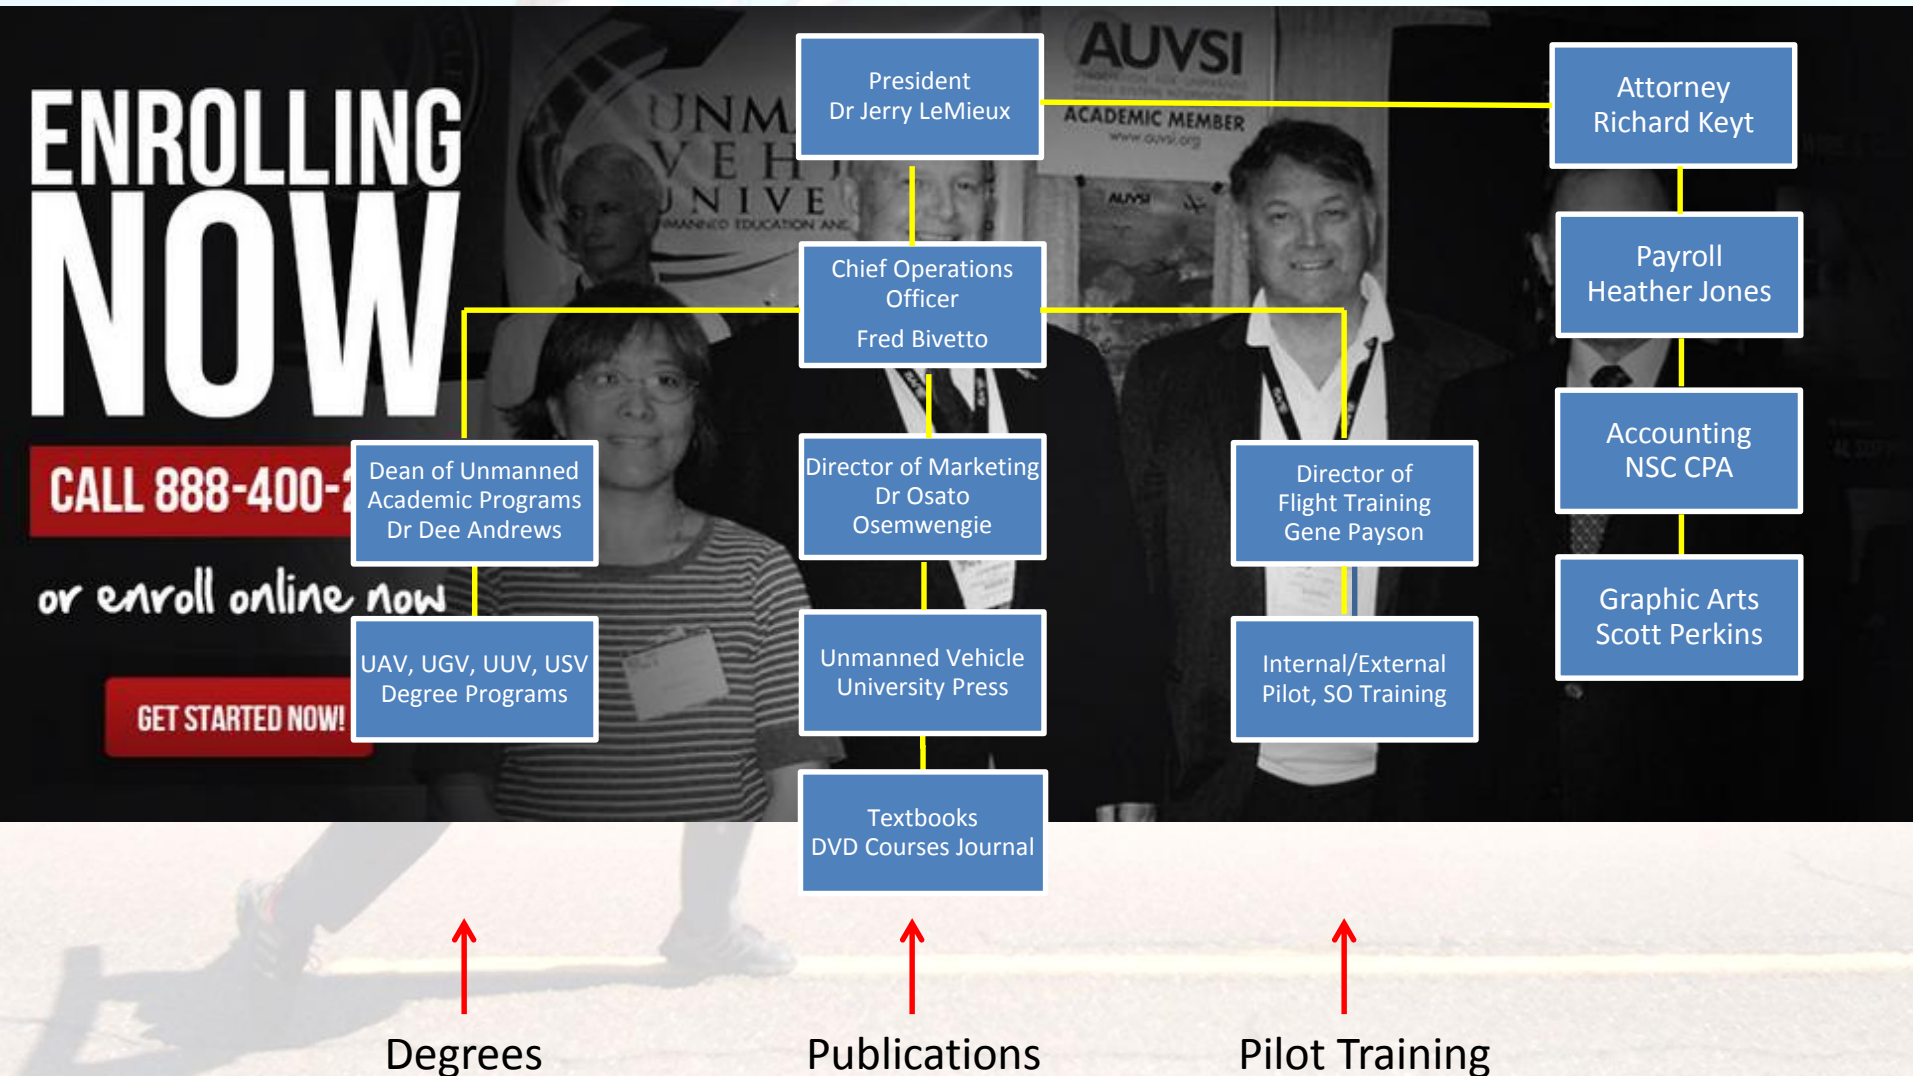 ENROLLING
NOW
CALL 888-400-
or enroll online now
GET STARTED NOW!
AUVSI
ACADEMIC MEMBER
www.auvsi.org
AUVSI
President
Dr Jerry LeMieux
Attorney
Richard Keyt
Chief Operations
Officer
Fred Bivetto
Payroll
Heather Jones
Dean of Unmanned
Academic Programs
Dr Dee Andrews
Director of Marketing
Dr Osato
Osemwengie
Director of
Flight Training
Gene Payson
Accounting
NSC CPA
UAV, UGV, UUV, USV
Degree Programs
Unmanned Vehicle
University Press
Internal/External
Pilot, SO Training
Graphic Arts
Scott Perkins
Textbooks
DVD Courses Journal
Degrees
Publications
Pilot Training